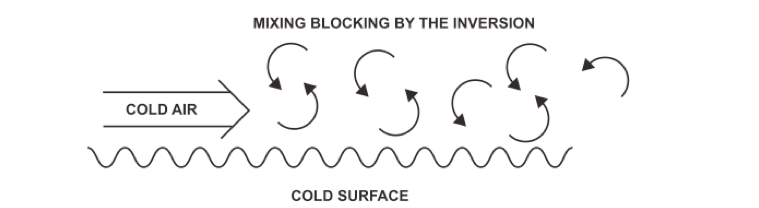 MIXING BLOCKING BY THE INVERSION
COLD AIR
COLD SURFACE